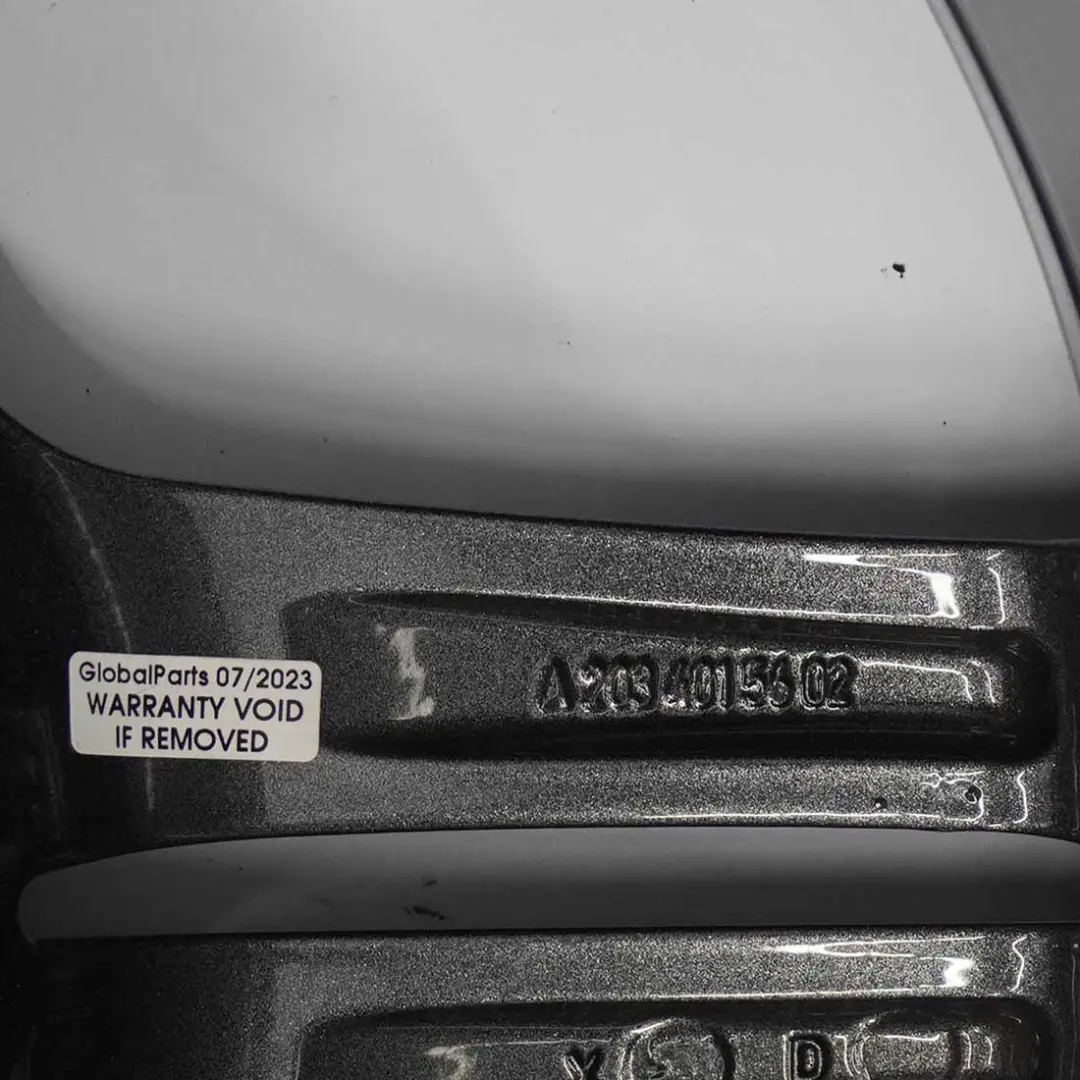 GlobalParts 07/2023
WARRANTY VOID
IF REMOVED
A 203 401 56 02
D